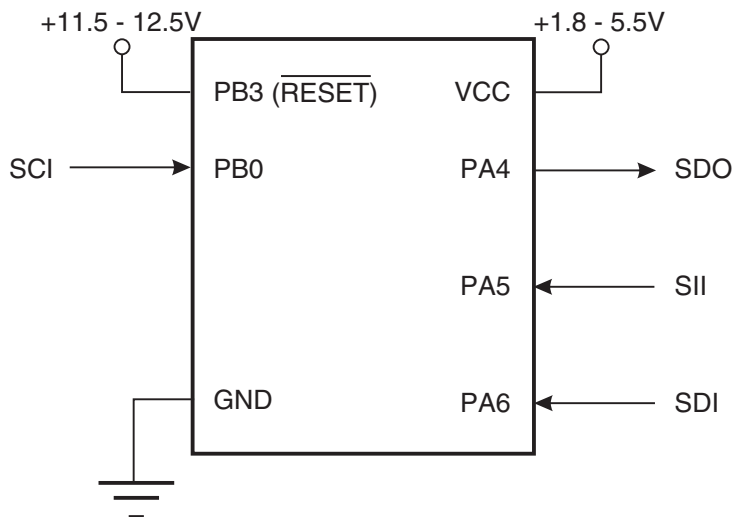 +11.5 - 12.5V
+1.8 - 5.5V
PB3 (RESET)
VCC
SCI
PB0
PA4
SDO
PA5
SII
GND
PA6
SDI